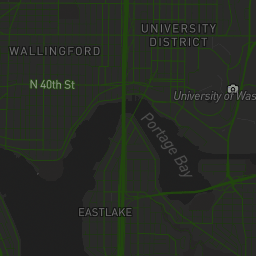 UNIVERSITY
DISTRICT
WALLINGFORD
N 40th St
University of Was
Portage Bay
EASTLAKE